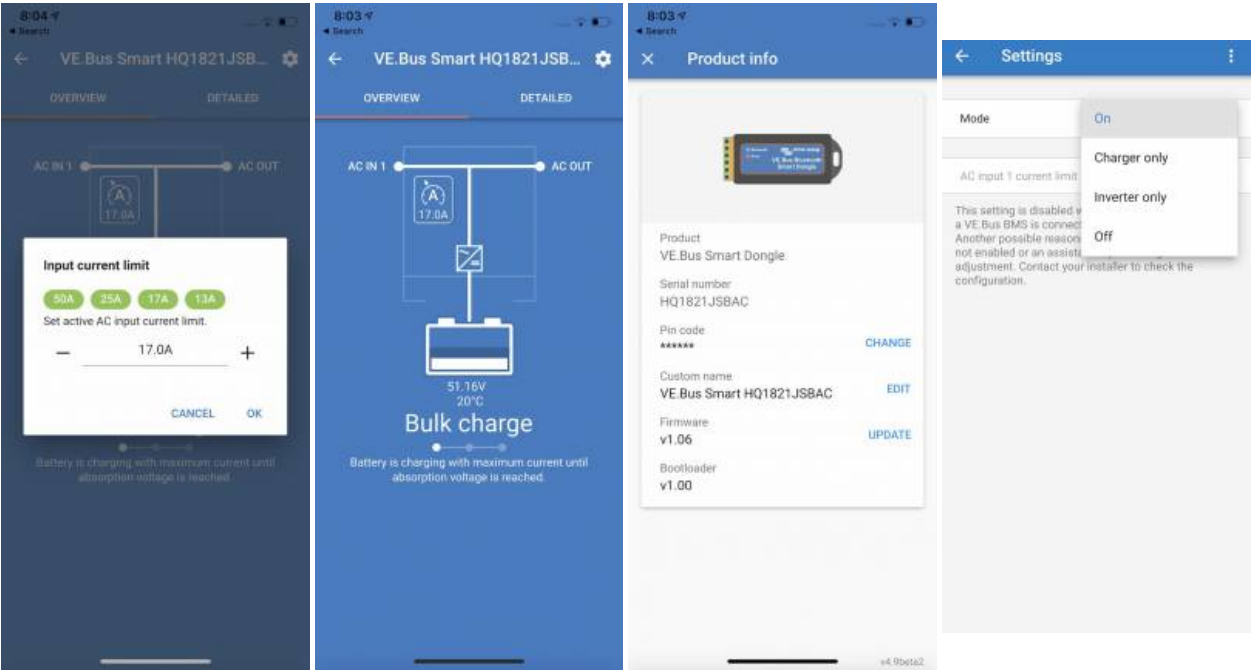 8:04
Search
VE.Bus Smart HQ1821JSB...
OVERVIEW DETAILED
AC IN 1 AC OUT
A
17.0A
Input current limit
50A 25A 17A 13A
Set active AC input current limit.
— 17.0A +
CANCEL OK
Battery is charging with maximum current until
absorption voltage is reached.
8:03
Search
VE.Bus Smart HQ1821JSB...
OVERVIEW DETAILED
AC IN 1 AC OUT
A
17.0A
51.16V
20°C
Bulk charge
Battery is charging with maximum current until
absorption voltage is reached.
8:03
Search
Product info
Product
VE.Bus Smart Dongle
Serial number
HQ1821JSBAC
Pin code
****** CHANGE
Custom name
VE.Bus Smart HQ1821JSBAC EDIT
Firmware
v1.06 UPDATE
Bootloader
v1.00
v4.9beta2
Settings
Mode On
Charger only
Inverter only
Off
AC input 1 current limit
This setting is disabled
a VE.Bus BMS is
Another possible
not enabled or an
adjustment. Contact your installer to check the
configuration.